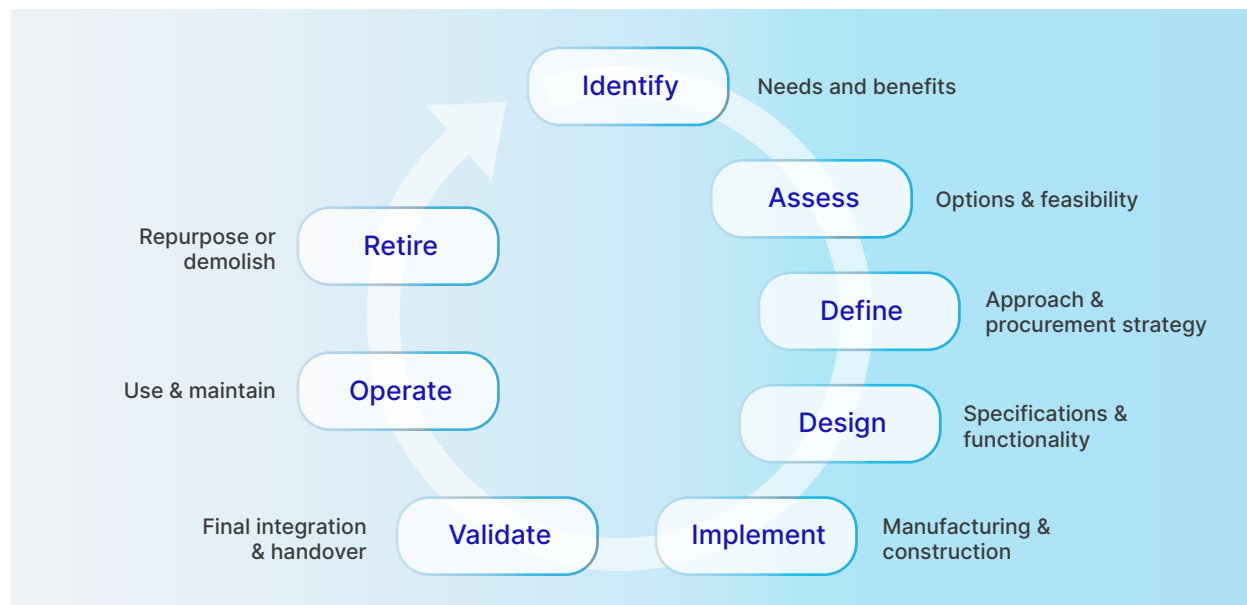 Identify
Needs and benefits
Assess
Options & feasibility
Define
Approach &
procurement strategy
Design
Specifications &
functionality
Implement
Manufacturing &
construction
Validate
Final integration
& handover
Operate
Use & maintain
Retire
Repurpose or
demolish